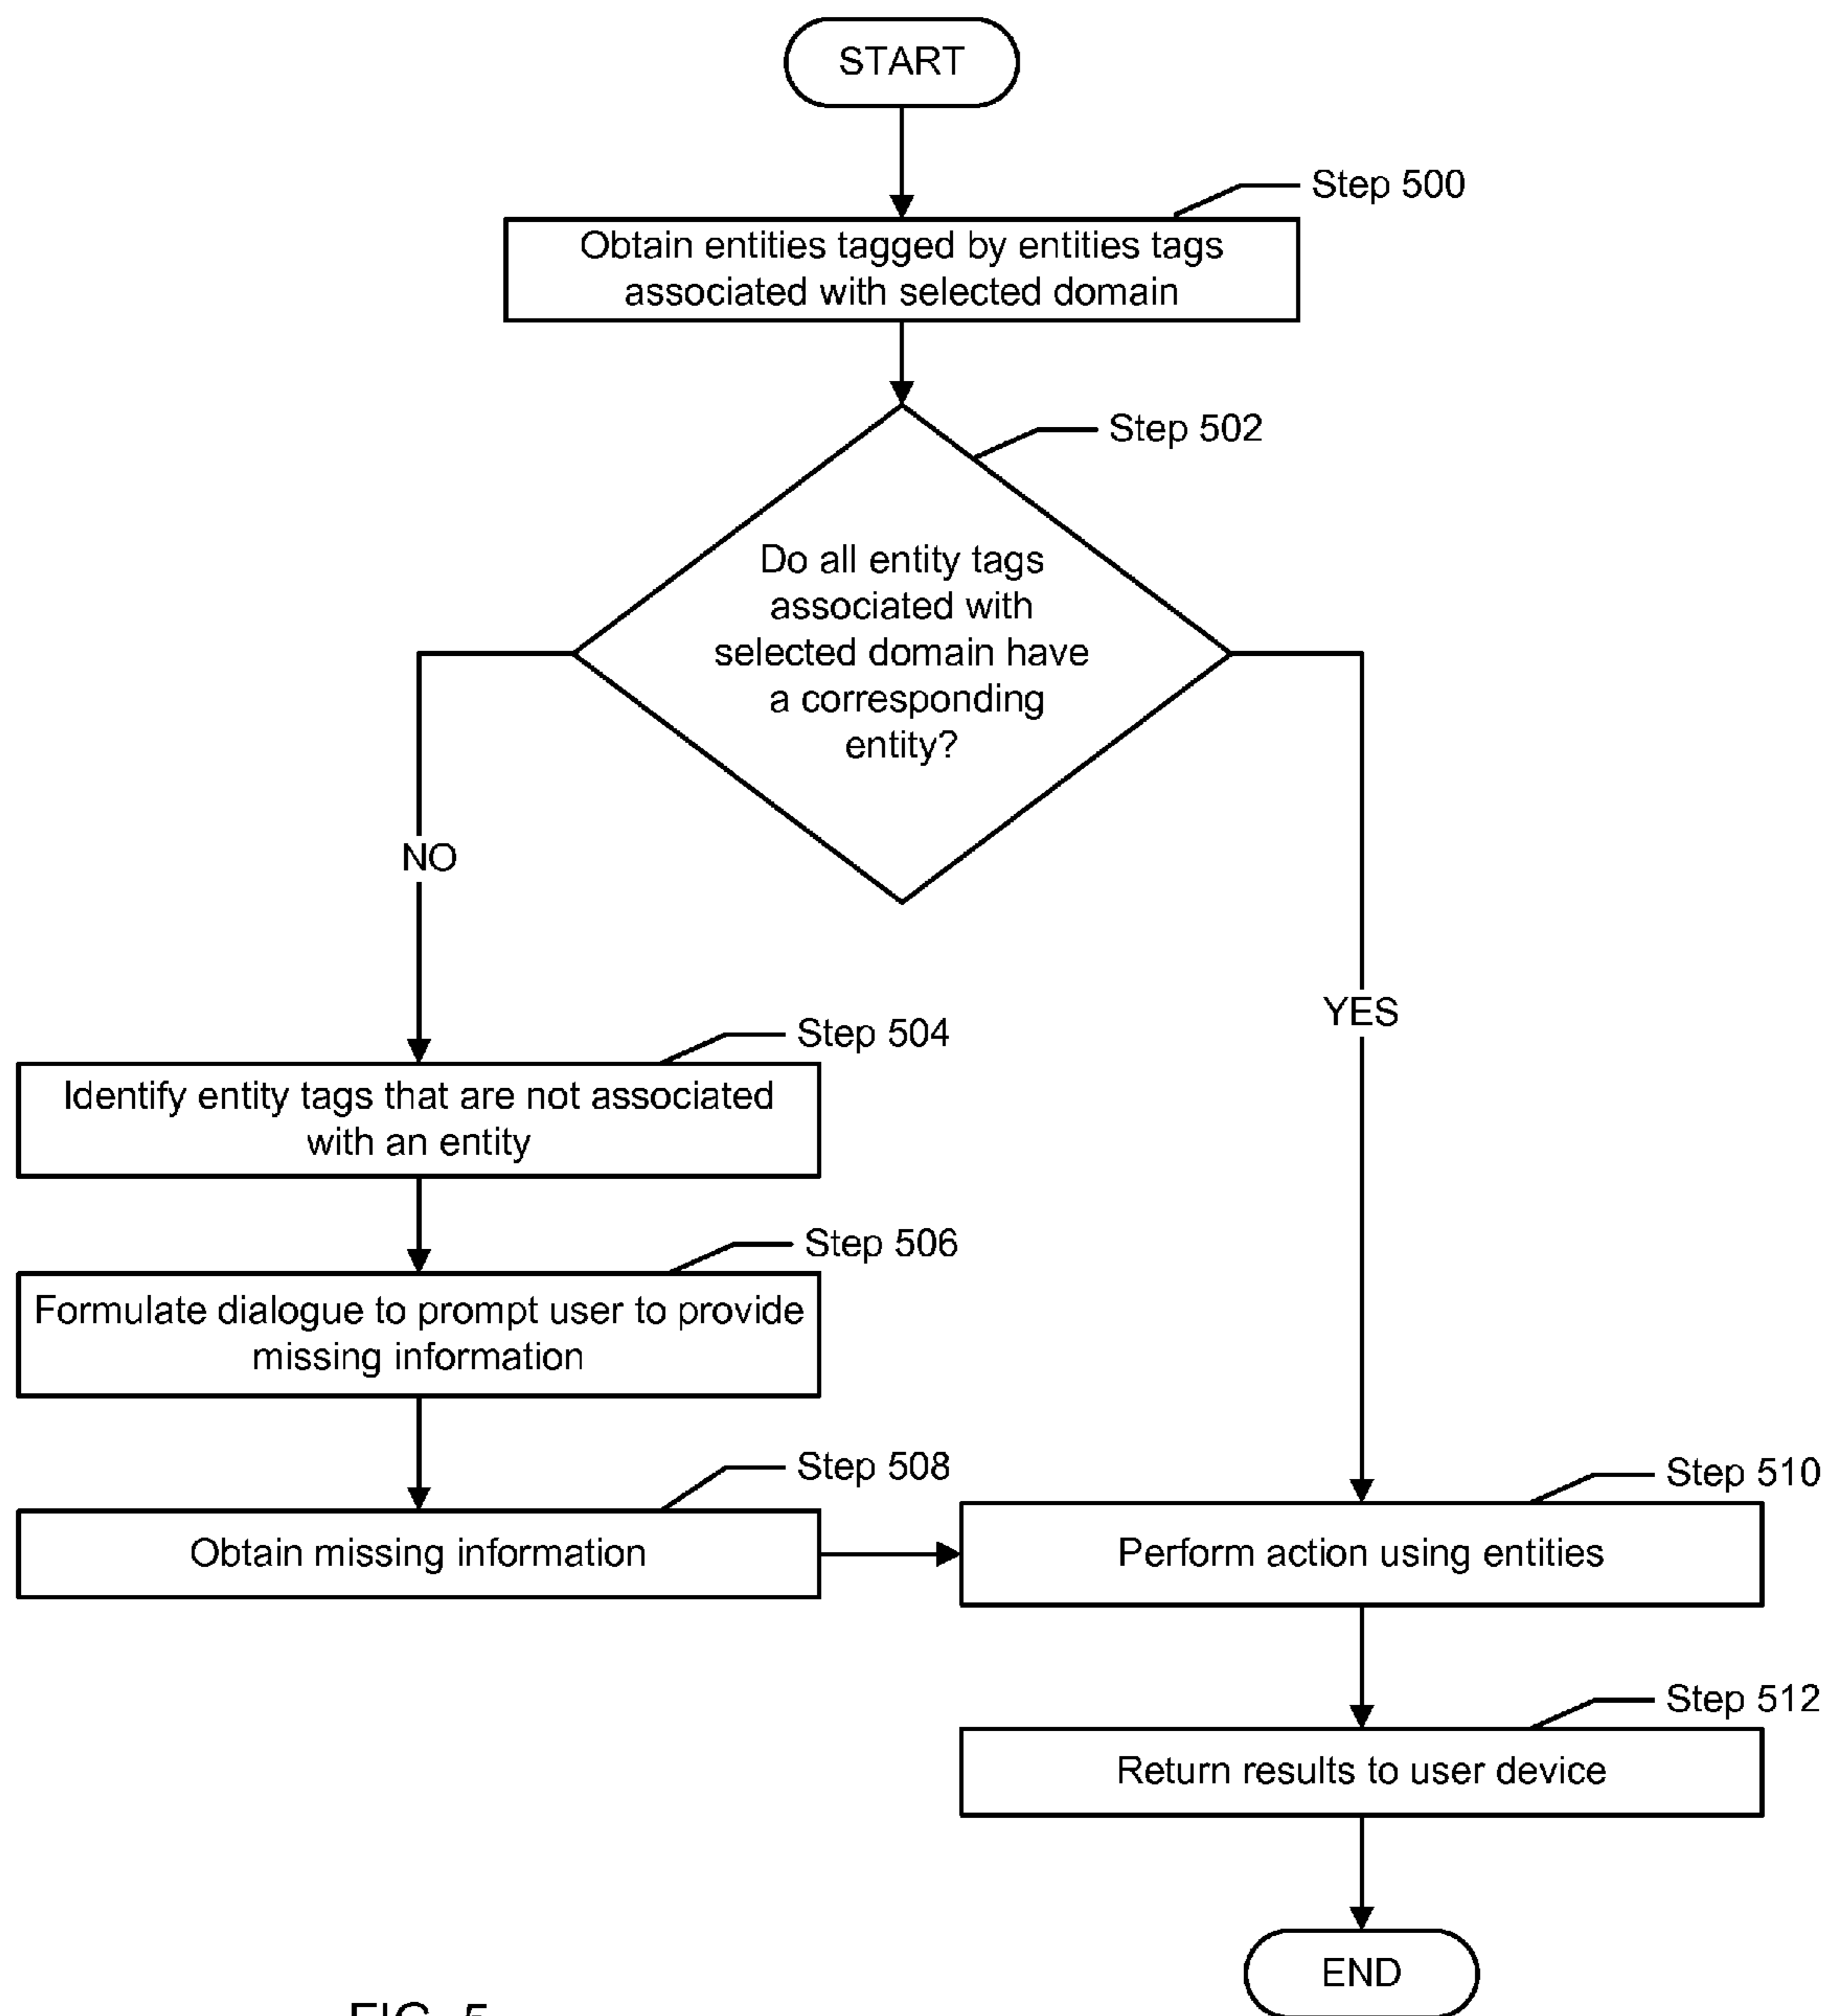 START
Step 500
Obtain entities tagged by entities tags
associated with selected domain
Step 502
Do all entity tags
associated with
selected domain have
a corresponding
entity?
NO
YES
Step 504
Identify entity tags that are not associated
with an entity
Step 506
Formulate dialogue to prompt user to provide
missing information
Step 508
Obtain missing information
Step 510
Perform action using entities
Step 512
Return results to user device
END
FIG. 5